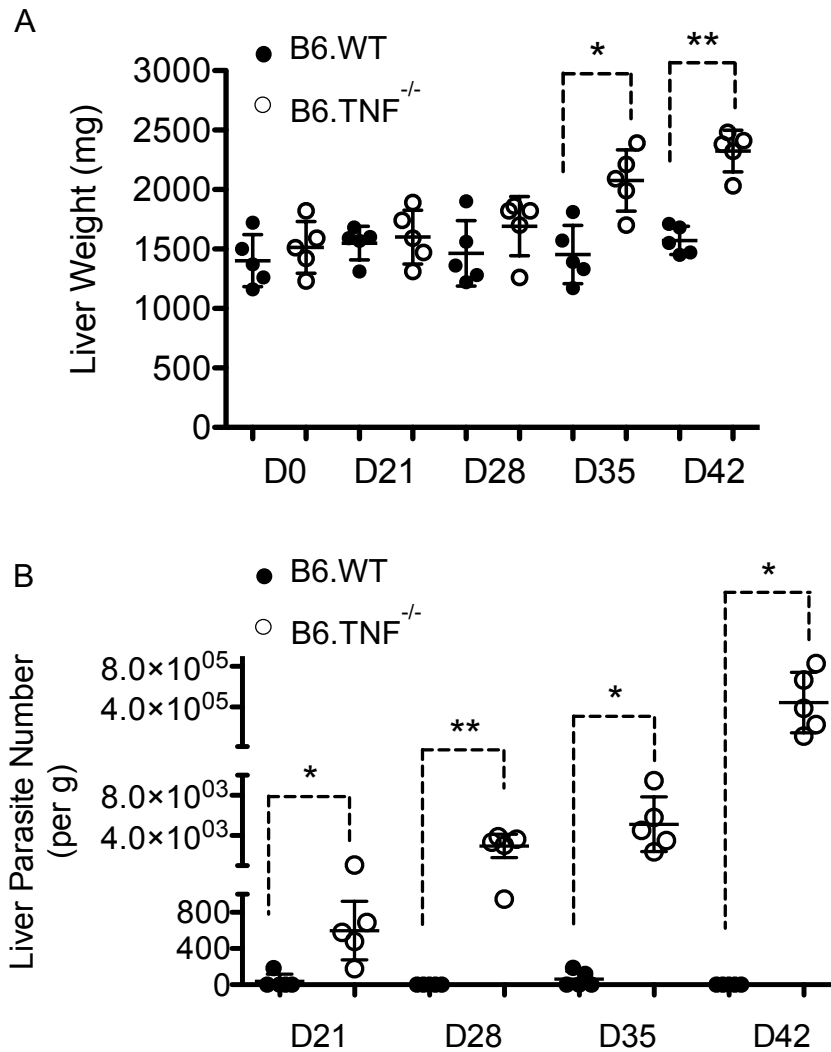 A
B6.WT
B6.TNF-/-
* **
Liver Weight (mg)
3000
2500
2000
1500
1000
500
0
D0 D21 D28 D35 D42
B
B6.WT
B6.TNF-/-
Liver Parasite Number
(per g)
8.0×10^05
4.0×10^05
8.0×10^03
4.0×10^03
800
400
0
* ** * *
D21 D28 D35 D42